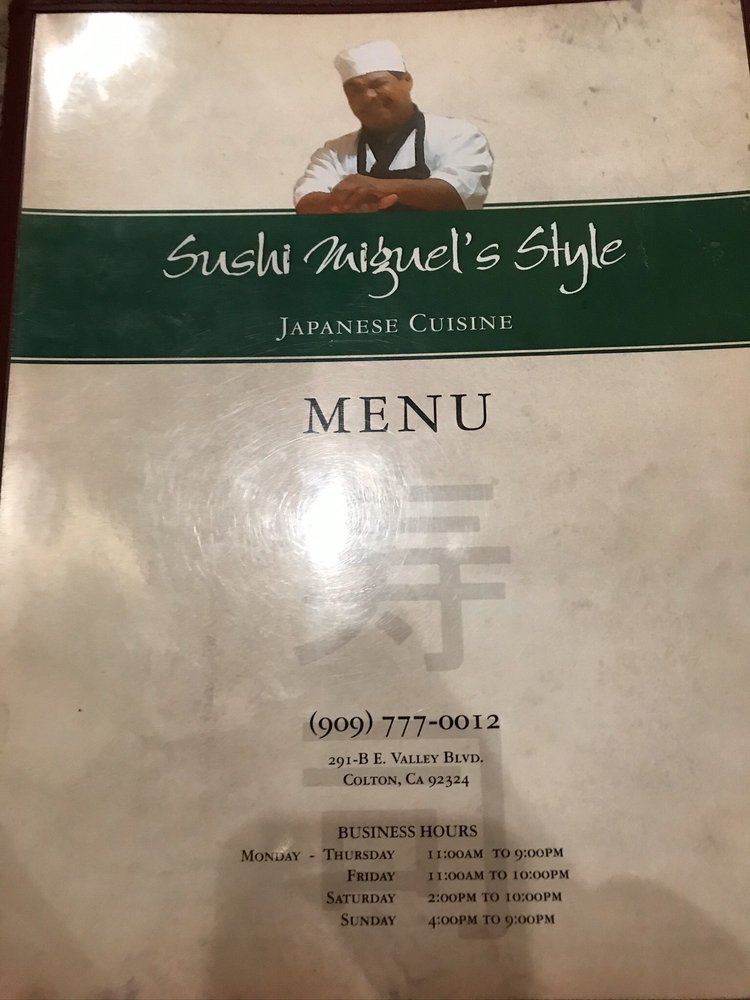 Sushi Miguel's Style
Japanese Cuisine
MENU
寿
司
(909) 777-0012
291-B E. Valley Blvd.
Colton, Ca 92324
BUSINESS HOURS
Monday - Thursday 11:00am to 9:00pm
Friday 11:00am to 10:00pm
Saturday 2:00pm to 10:00pm
Sunday 4:00pm to 9:00pm